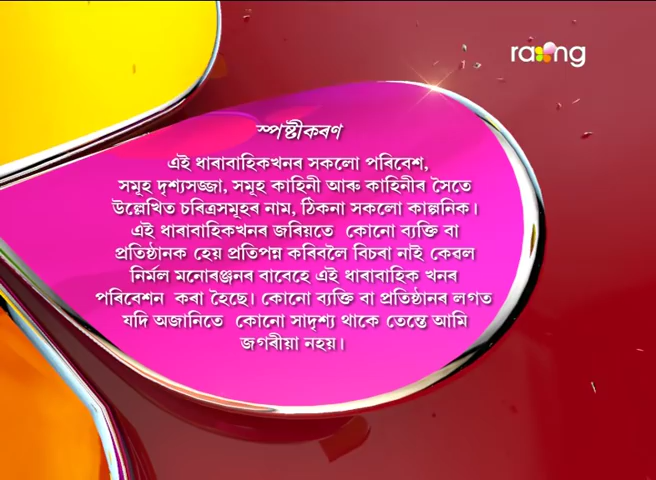 rang
স্পষ্টীকৰণ
এই ধাৰাবাহিকখনৰ সকলো পৰিবেশ,
সমূহ দৃশ্যসজ্জা, সমূহ কাহিনী আৰু কাহিনীৰ সৈতে
উল্লেখিত চৰিত্ৰসমূহৰ নাম, ঠিকনা সকলো কাল্পনিক।
এই ধাৰাবাহিকখনৰ জৰিয়তে কোনো ব্যক্তি বা
প্ৰতিষ্ঠানক হেয় প্ৰতিপন্ন কৰিবলৈ বিচৰা নাই কেৱল
নিৰ্মল মনোৰঞ্জনৰ বাবেহে এই ধাৰাবাহিক খনৰ
পৰিবেশন কৰা হৈছে। কোনো ব্যক্তি বা প্ৰতিষ্ঠানৰ লগত
যদি অজানিতে কোনো সাদৃশ্য থাকে তেন্তে আমি
জগৰীয়া নহয়।